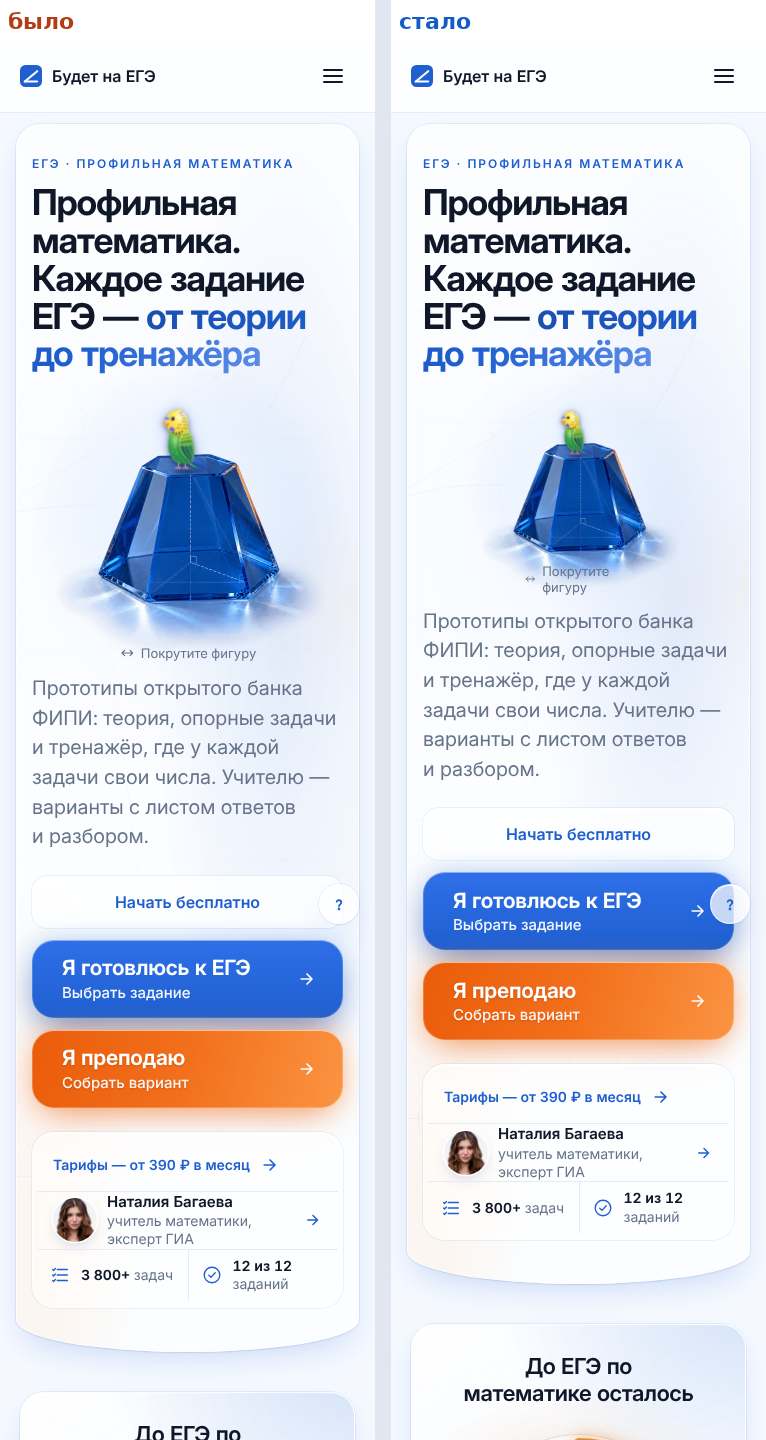 было
Будет на ЕГЭ
ЕГЭ · ПРОФИЛЬНАЯ МАТЕМАТИКА
Профильная
математика.
Каждое задание
ЕГЭ — от теории
до тренажёра
↔ Покрутите фигуру
Прототипы открытого банка
ФИПИ: теория, опорные задачи
и тренажёр, где у каждой
задачи свои числа. Учителю —
варианты с листом ответов
и разбором.
Начать бесплатно
?
Я готовлюсь к ЕГЭ
Выбрать задание
→
Я преподаю
Собрать вариант
→
Тарифы — от 390 ₽ в месяц →
Наталия Багаева
учитель математики,
эксперт ГИА
→
3 800+ задач
12 из 12
заданий
До ЕГЭ по
стало
Будет на ЕГЭ
ЕГЭ · ПРОФИЛЬНАЯ МАТЕМАТИКА
Профильная
математика.
Каждое задание
ЕГЭ — от теории
до тренажёра
↔ Покрутите
фигуру
Прототипы открытого банка
ФИПИ: теория, опорные задачи
и тренажёр, где у каждой
задачи свои числа. Учителю —
варианты с листом ответов
и разбором.
Начать бесплатно
Я готовлюсь к ЕГЭ
Выбрать задание
→
?
Я преподаю
Собрать вариант
→
Тарифы — от 390 ₽ в месяц →
Наталия Багаева
учитель математики,
эксперт ГИА
→
3 800+ задач
12 из 12
заданий
До ЕГЭ по
математике осталось